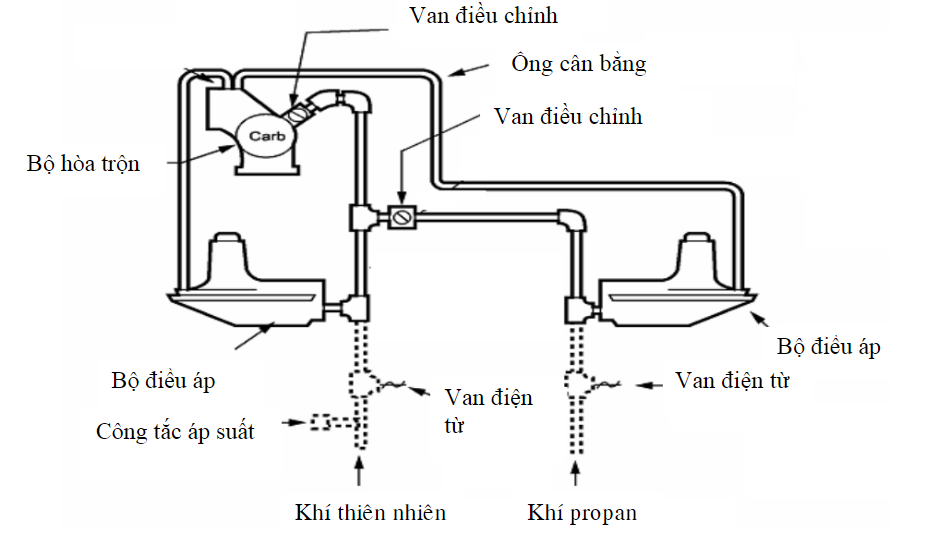 Van điều chỉnh
Ông cân bằng
Van điều chỉnh
Carb
Bộ hòa trộn
Bộ điều áp
Bộ điều áp
Van điện
từ
Van điện từ
Công tắc áp suất
Khí thiên nhiên
Khí propan